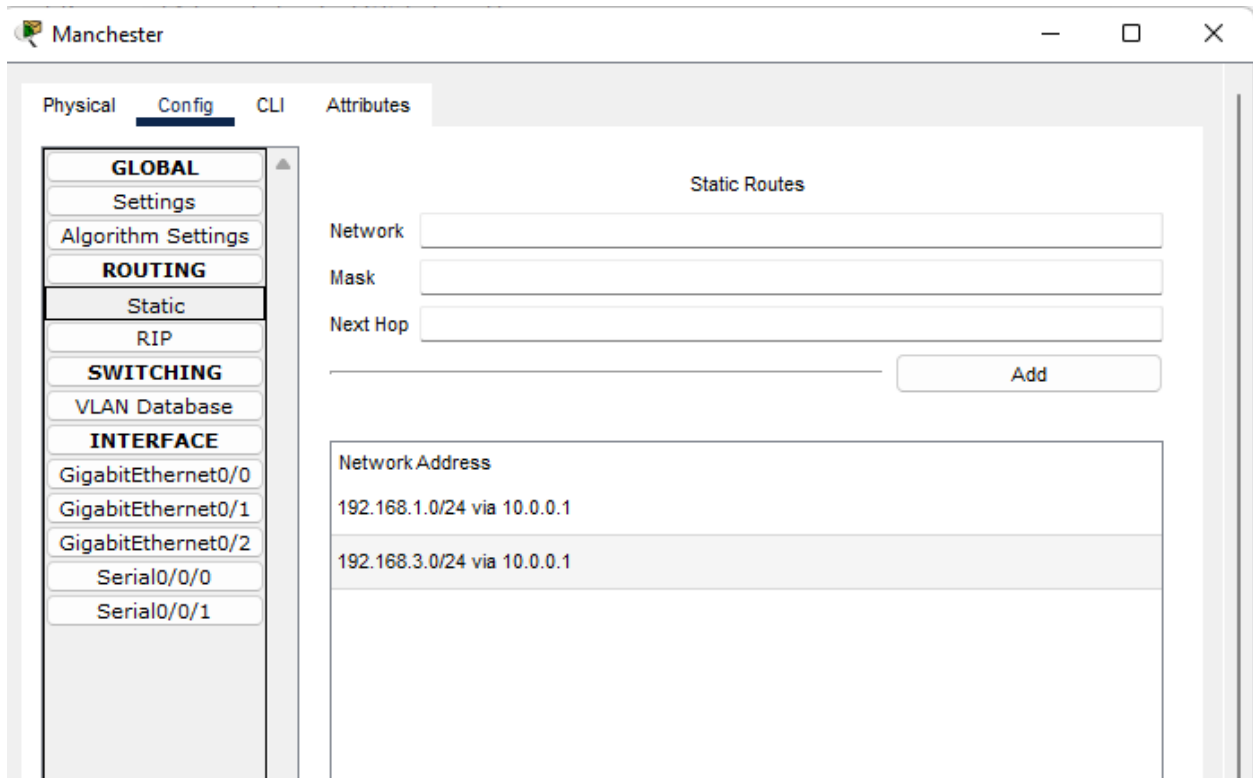 Manchester
Physical Config CLI Attributes
GLOBAL
Settings
Algorithm Settings
ROUTING
Static
RIP
SWITCHING
VLAN Database
INTERFACE
GigabitEthernet0/0
GigabitEthernet0/1
GigabitEthernet0/2
Serial0/0/0
Serial0/0/1
Static Routes
Network
Mask
Next Hop
Add
Network Address
192.168.1.0/24 via 10.0.0.1
192.168.3.0/24 via 10.0.0.1